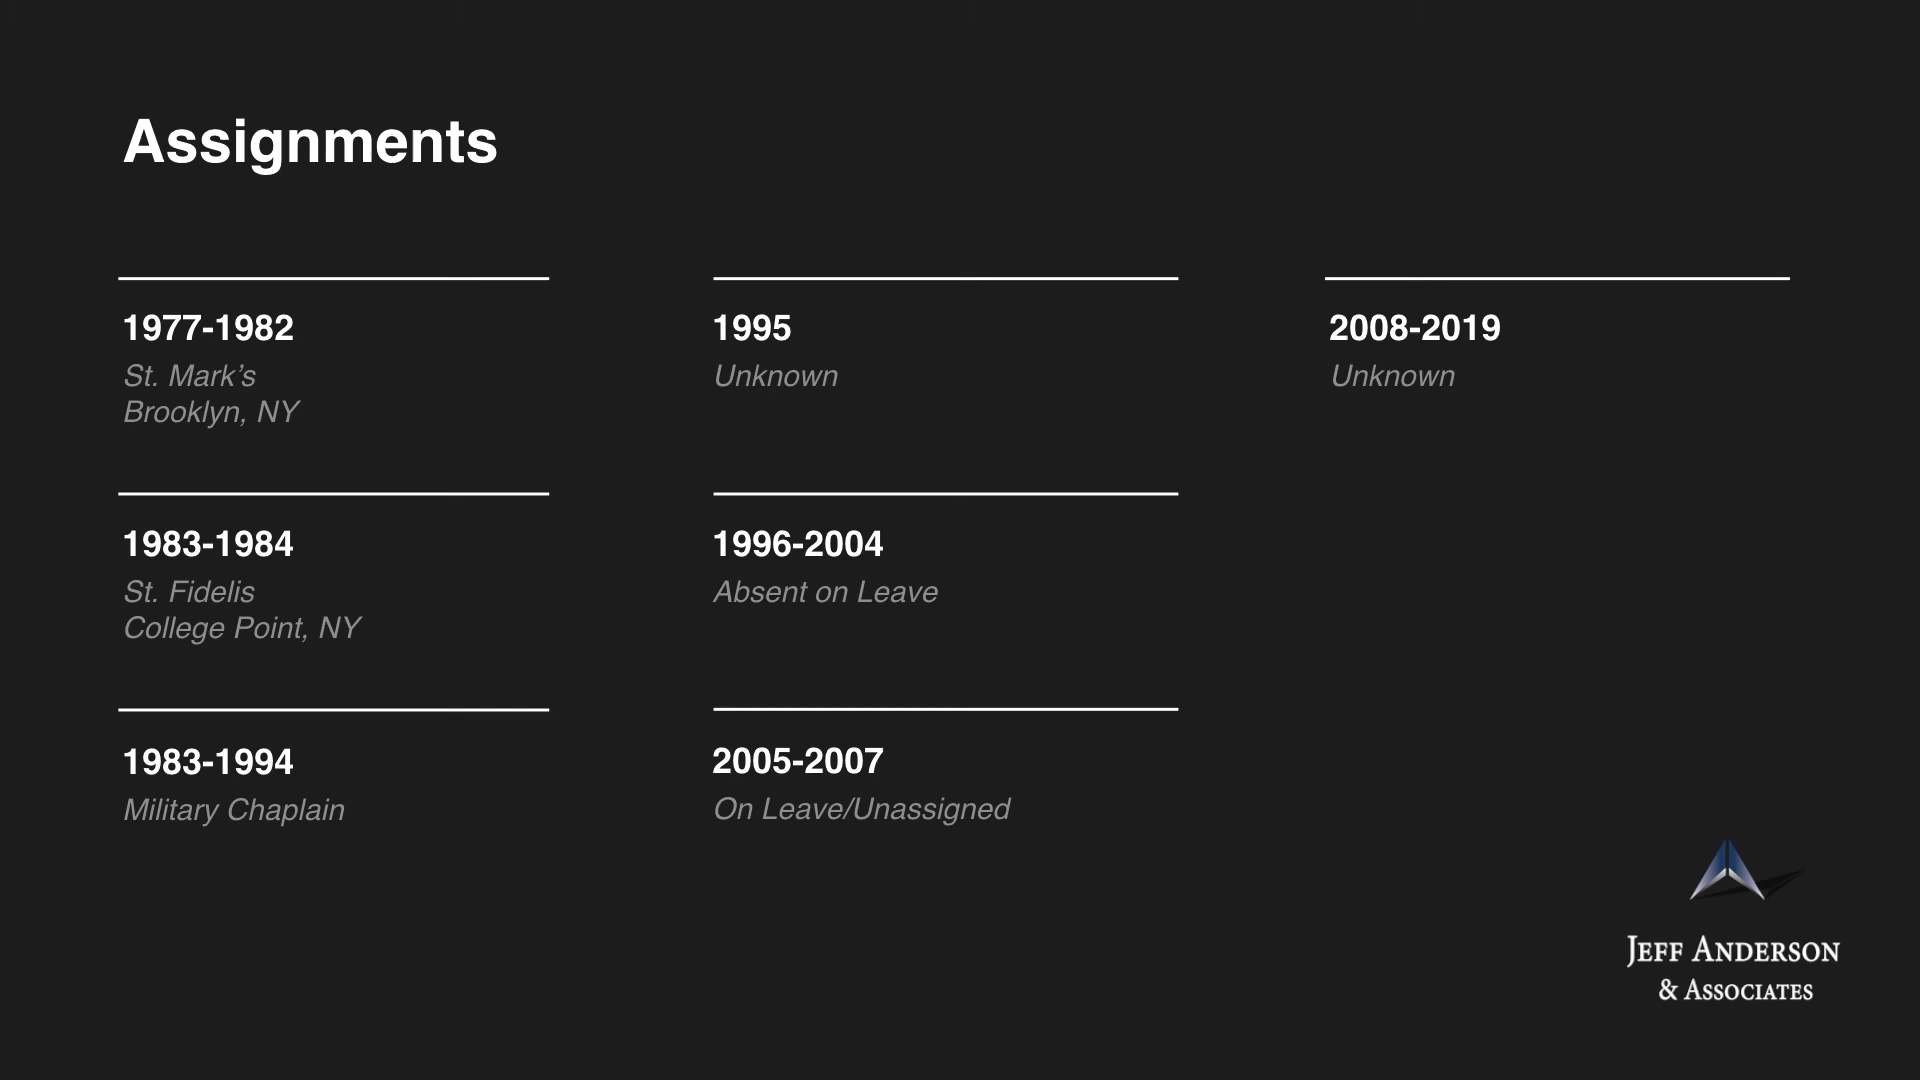 Assignments
1977-1982
St. Mark’s
Brooklyn, NY
1983-1984
St. Fidelis
College Point, NY
1983-1994
Military Chaplain
1995
Unknown
1996-2004
Absent on Leave
2005-2007
On Leave/Unassigned
2008-2019
Unknown
JEFF ANDERSON
& ASSOCIATES